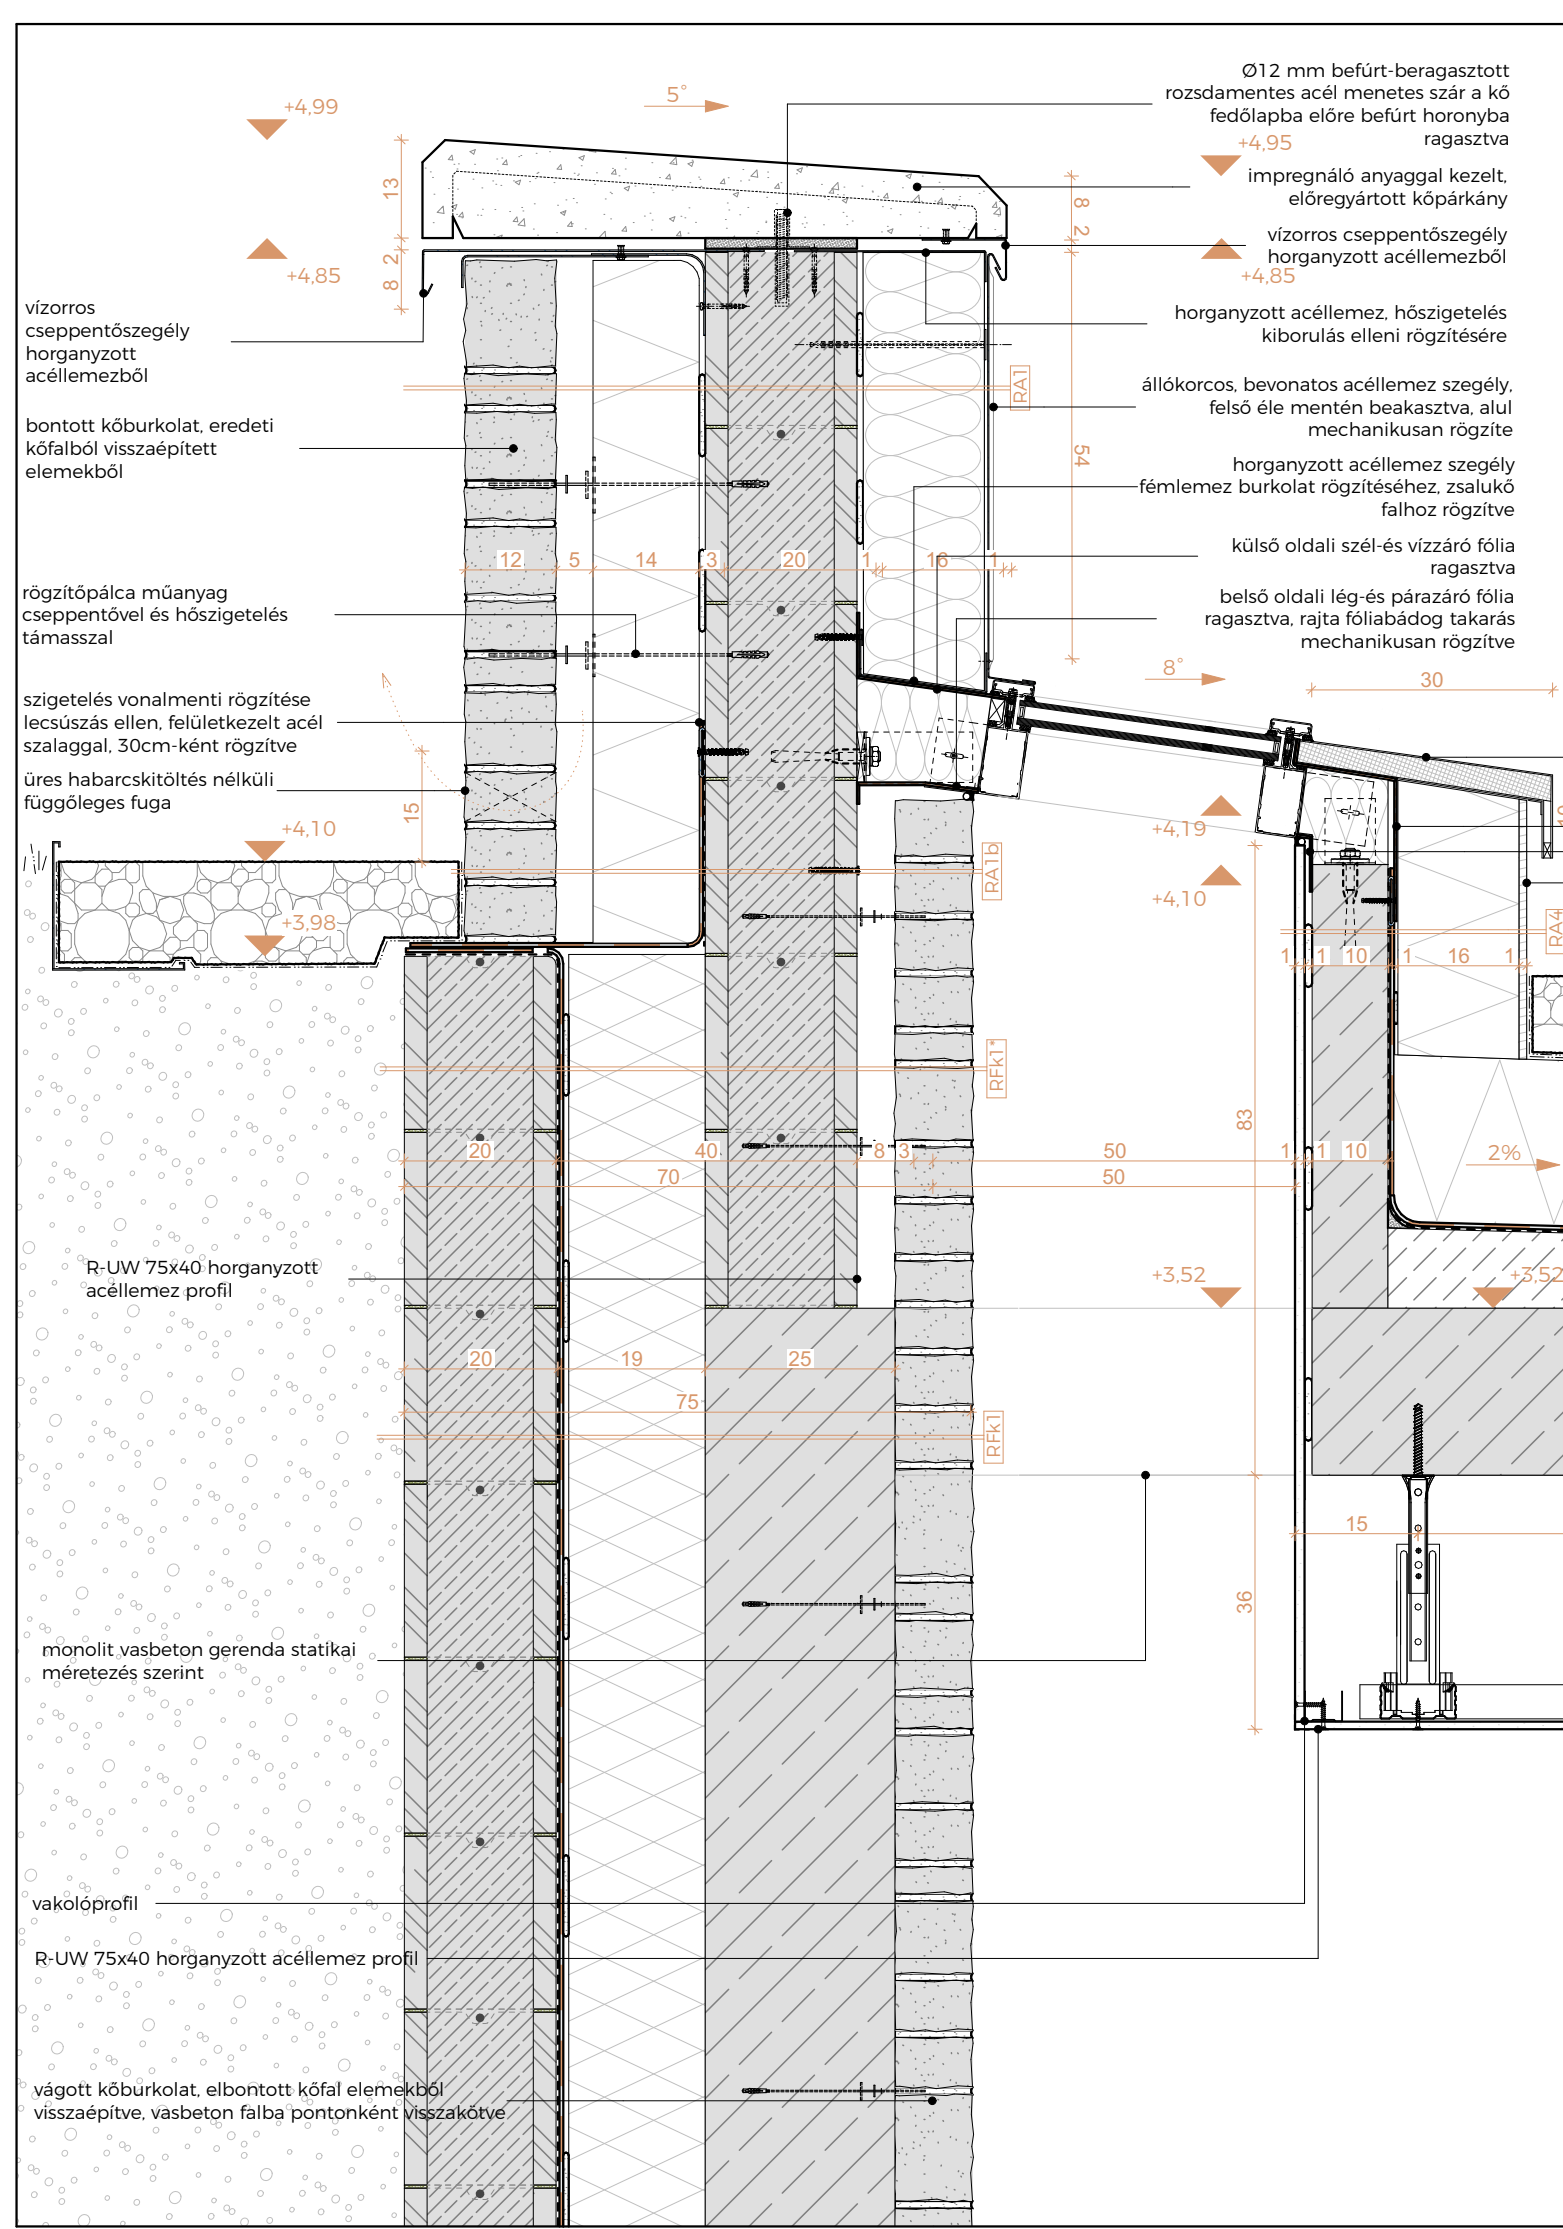 Ø12 mm befúrt-beragasztott
rozsdamentes acél menetes szár a kő
fedőlapba előre befúrt horonyba
ragasztva
+4,99
5°
+4,95
impregnáló anyaggal kezelt,
előregyártott kőpárkány
13
8
2
vízorros cseppentőszegély
horganyzott acéllemezből
+4,85
2
8
+4,85
vízorros
cseppentőszegély
horganyzott
acéllemezből
horganyzott acéllemez, hőszigetelés
kiborulás elleni rögzítésére
RA1
állókorcos, bevonatos acéllemez szegély,
felső éle mentén beakasztva, alul
mechanikusan rögzíte
bontott kőburkolat, eredeti
kőfalból visszaépített
elemekből
54
horganyzott acéllemez szegély
fémlemez burkolat rögzítéséhez, zsalukő
falhoz rögzítve
külső oldali szél-és vízzáró fólia
ragasztva
12 5 14 3 20 1 16 1
rögzítőpálca műanyag
cseppentővel és hőszigetelés
támasszal
belső oldali lég-és párazáró fólia
ragasztva, rajta fóliabádog takarás
mechanikusan rögzítve
8°
30
szigetelés vonalmenti rögzítése
lecsúszás ellen, felületkezelt acél
szalaggal, 30cm-ként rögzítve
üres habarcskitöltés nélküli
függőleges fuga
15
+4,10
+4,19
RA1b
+4,10
+3,98
RA4
1 1 10 1 16 1
RFk1*
83
20 40 8 3 50 1 1 10
2%
70 50
R-UW 75x40 horganyzott
acéllemez profil
+3,52
+3,52
20 19 25
75
RFk1
15
36
monolit vasbeton gerenda statikai
méretezés szerint
vakolóprofil
R-UW 75x40 horganyzott acéllemez profil
vágott kőburkolat, elbontott kőfal elemekből
visszaépítve, vasbeton falba pontonként visszakötve